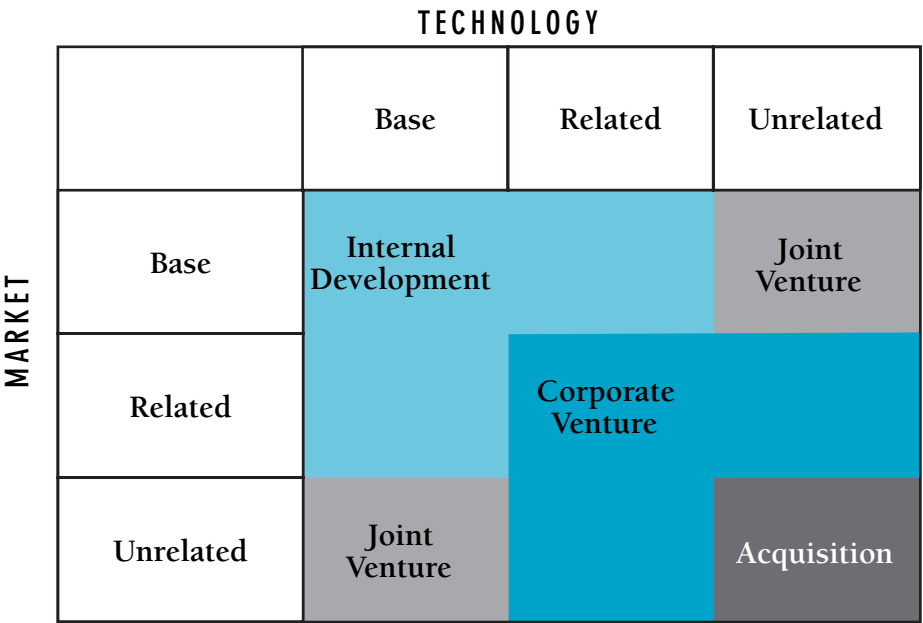 TECHNOLOGY
Base
Related
Unrelated
MARKET
Base
Internal
Development
Joint
Venture
Related
Corporate
Venture
Unrelated
Joint
Venture
Acquisition